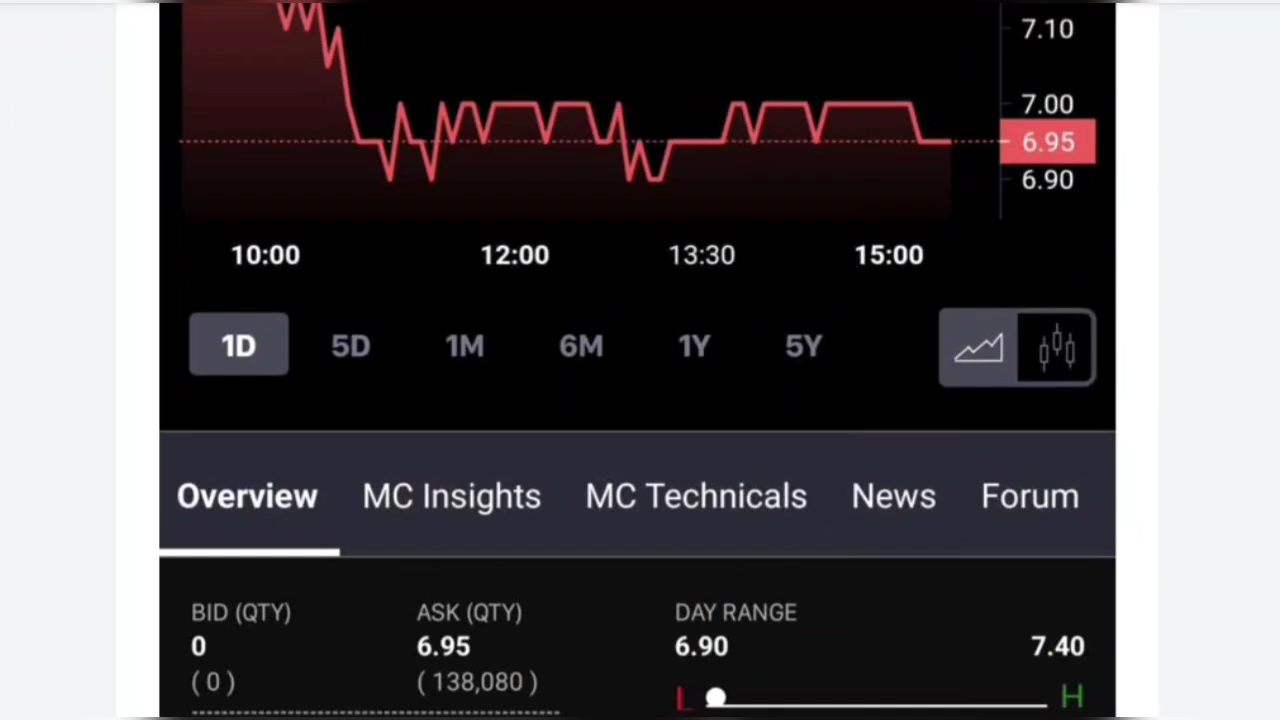 7.10
7.00
6.95
6.90
10:00 12:00 13:30 15:00
1D 5D 1M 6M 1Y 5Y
Overview MC Insights MC Technicals News Forum
BID (QTY) ASK (QTY) DAY RANGE
0 6.95 6.90 7.40
( 0 ) ( 138,080 )
L H